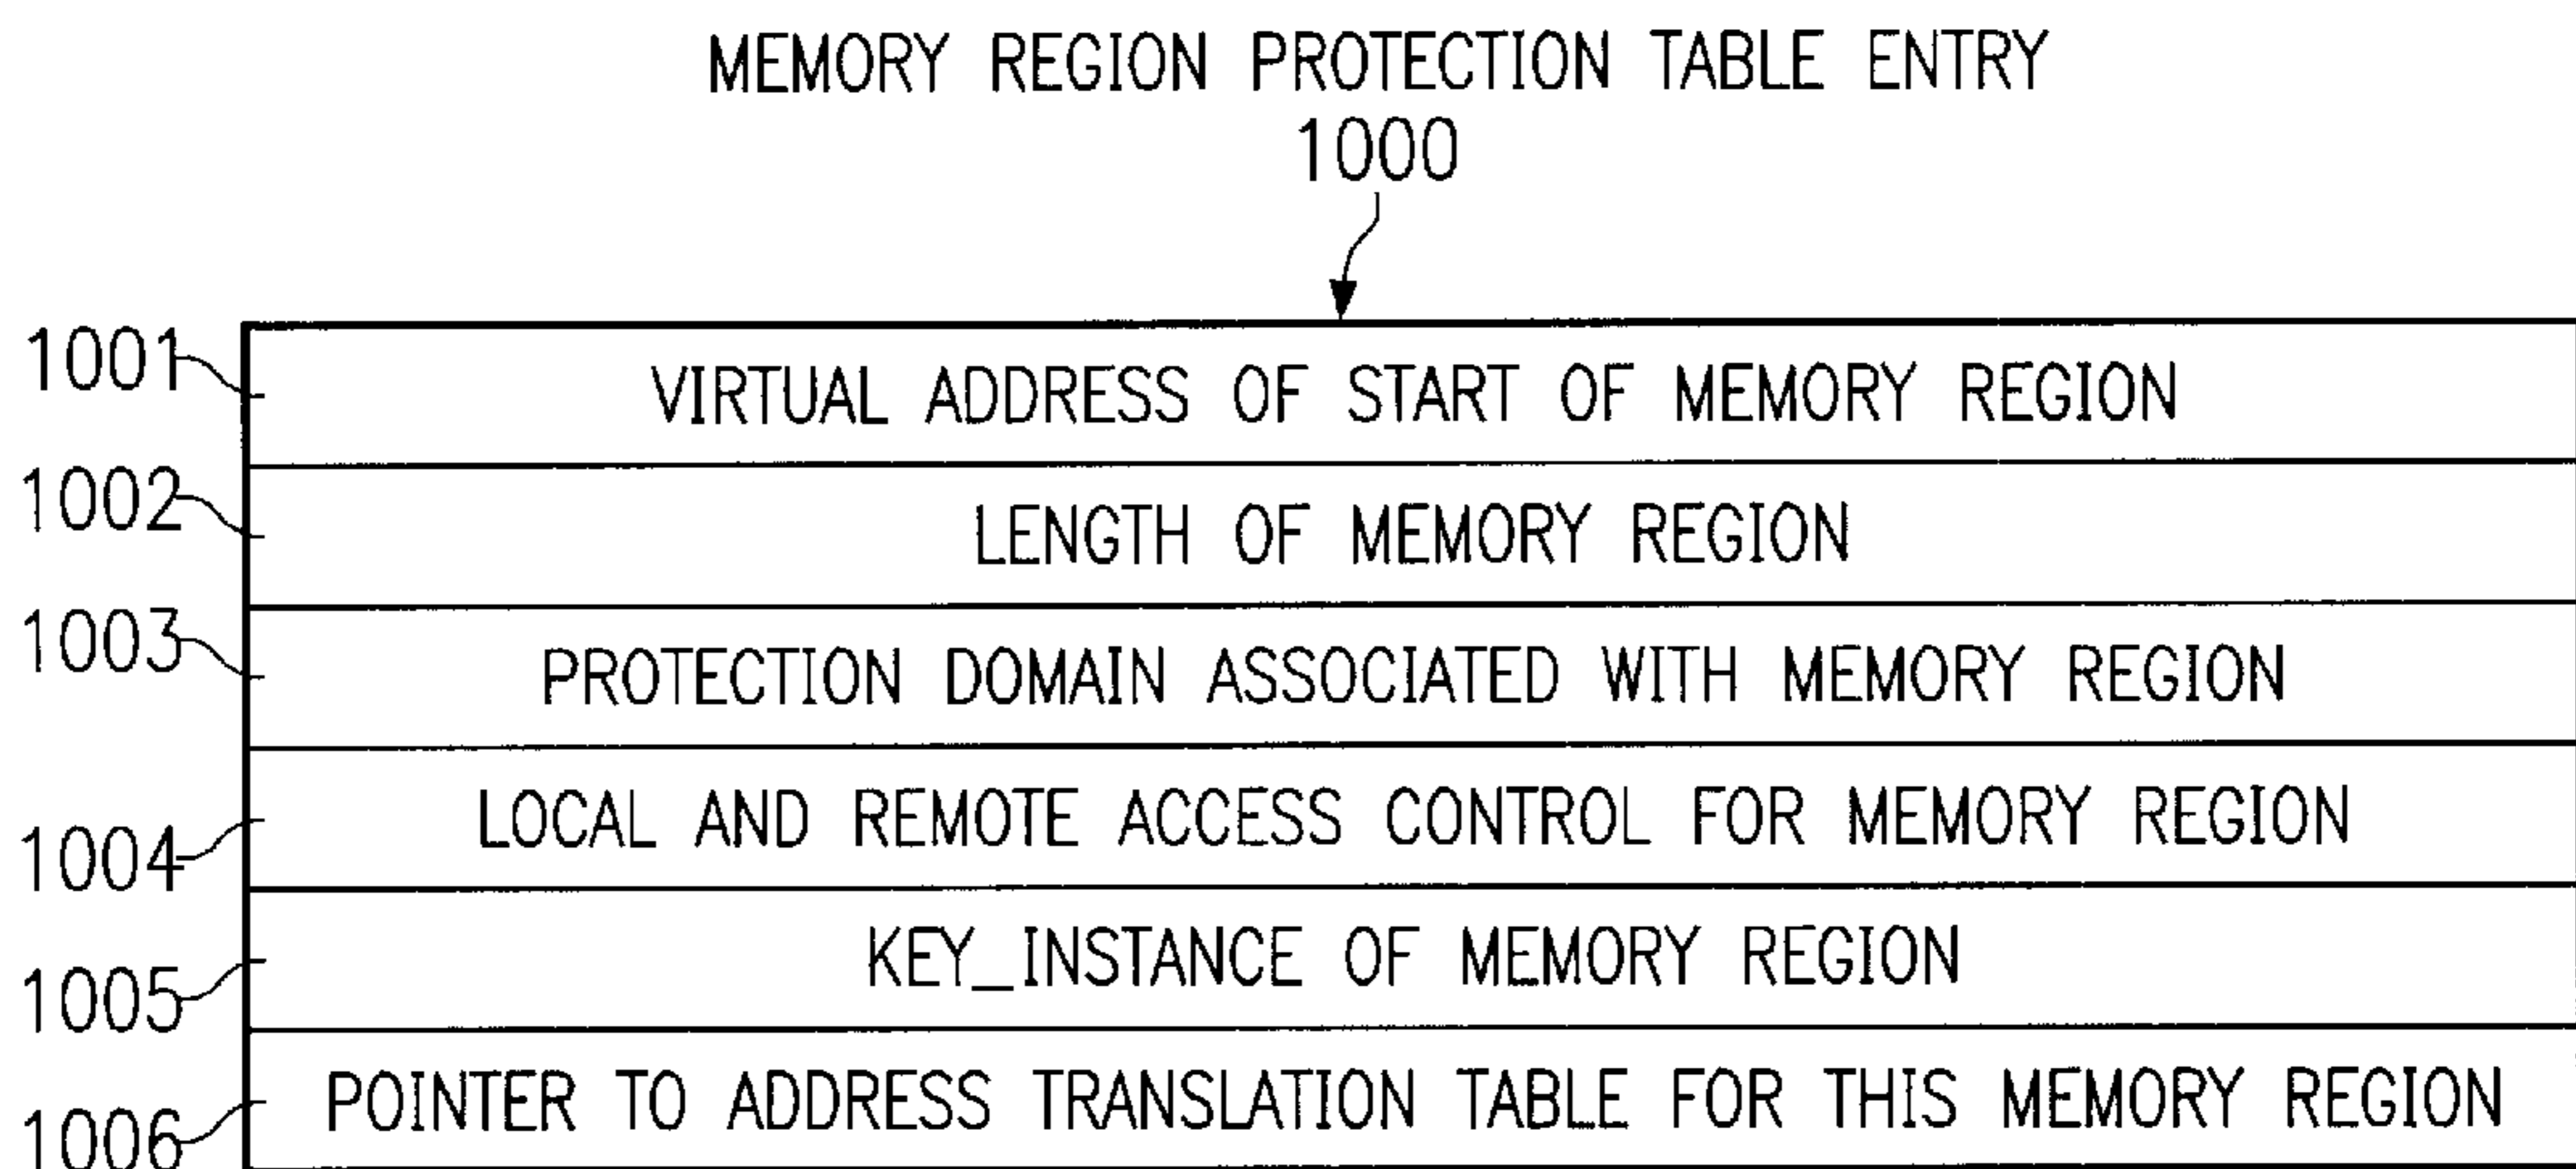 MEMORY REGION PROTECTION TABLE ENTRY
1000
1001
VIRTUAL ADDRESS OF START OF MEMORY REGION
1002
LENGTH OF MEMORY REGION
1003
PROTECTION DOMAIN ASSOCIATED WITH MEMORY REGION
1004
LOCAL AND REMOTE ACCESS CONTROL FOR MEMORY REGION
1005
KEY_INSTANCE OF MEMORY REGION
1006
POINTER TO ADDRESS TRANSLATION TABLE FOR THIS MEMORY REGION